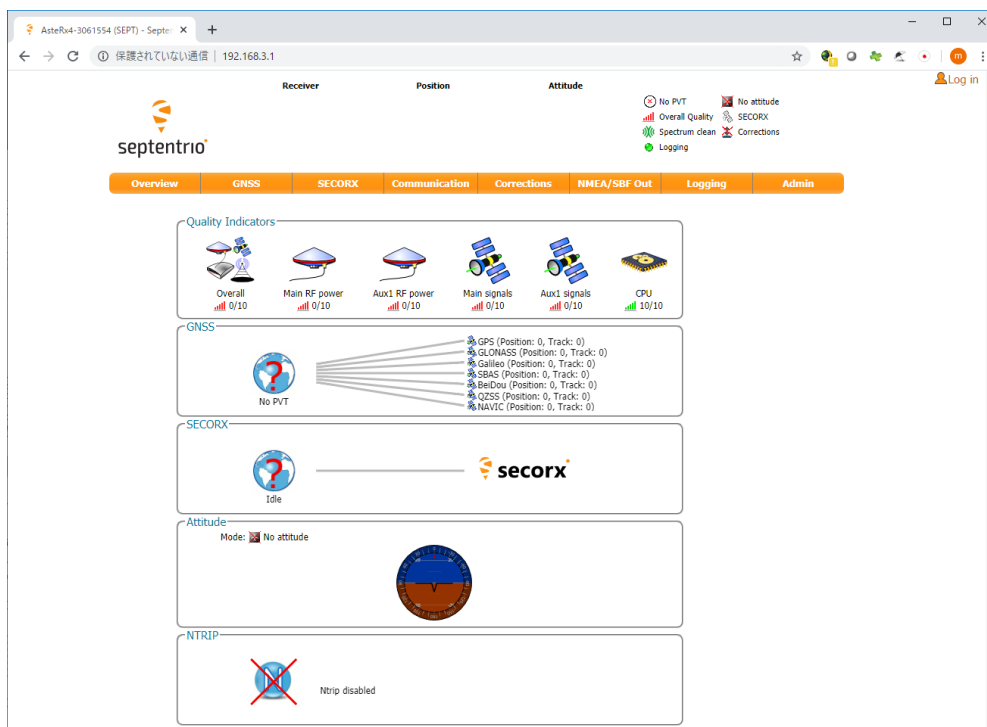 AsteRx4-3061554 (SEPT) - Septer
保護されていない通信 | 192.168.3.1
m
Log in
Receiver Position Attitude
No PVT No attitude
Overall Quality SECORX
Spectrum clean Corrections
Logging
septentrio
Overview GNSS SECORX Communication Corrections NMEA/SBF Out Logging Admin
Quality Indicators
Overall Main RF power Aux1 RF power Main signals Aux1 signals CPU
0/10 0/10 0/10 0/10 0/10 10/10
GNSS
GPS (Position: 0, Track: 0)
GLONASS (Position: 0, Track: 0)
Galileo (Position: 0, Track: 0)
SBAS (Position: 0, Track: 0)
BeiDou (Position: 0, Track: 0)
QZSS (Position: 0, Track: 0)
NAVIC (Position: 0, Track: 0)
No PVT
SECORX
secorx
Idle
Attitude
Mode: No attitude
NTRIP
N
Ntrip disabled